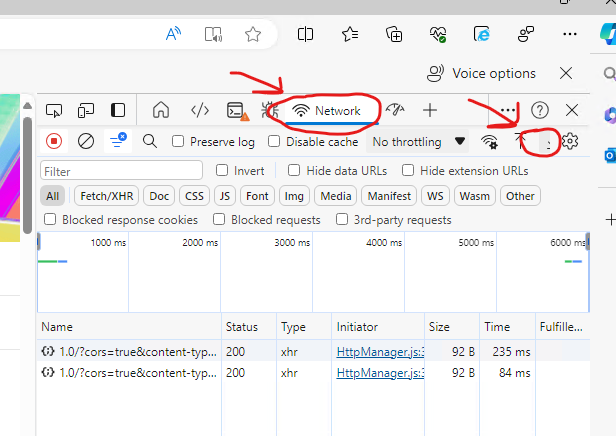 Voice options
Network
Preserve log Disable cache No throttling
Filter Invert Hide data URLs Hide extension URLs
All Fetch/XHR Doc CSS JS Font Img Media Manifest WS Wasm Other
Blocked response cookies Blocked requests 3rd-party requests
1000 ms 2000 ms 3000 ms 4000 ms 5000 ms 6000 ms
Name Status Type Initiator Size Time Fulfille...
1.0/?cors=true&content-typ... 200 xhr HttpManager.js:3 92 B 235 ms
1.0/?cors=true&content-typ... 200 xhr HttpManager.js:3 92 B 84 ms